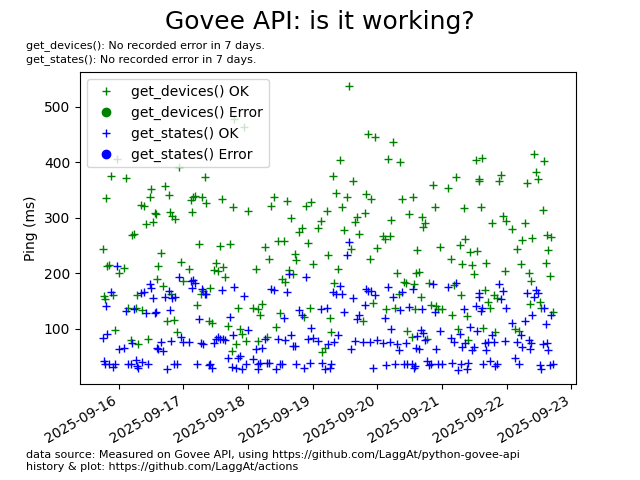 Govee API: is it working?
get_devices(): No recorded error in 7 days.
get_states(): No recorded error in 7 days.
get_devices() OK
get_devices() Error
get_states() OK
get_states() Error
Ping (ms)
500
400
300
200
100
2025-09-16
2025-09-17
2025-09-18
2025-09-19
2025-09-20
2025-09-21
2025-09-22
2025-09-23
data source: Measured on Govee API, using https://github.com/LaggAt/python-govee-api
history & plot: https://github.com/LaggAt/actions